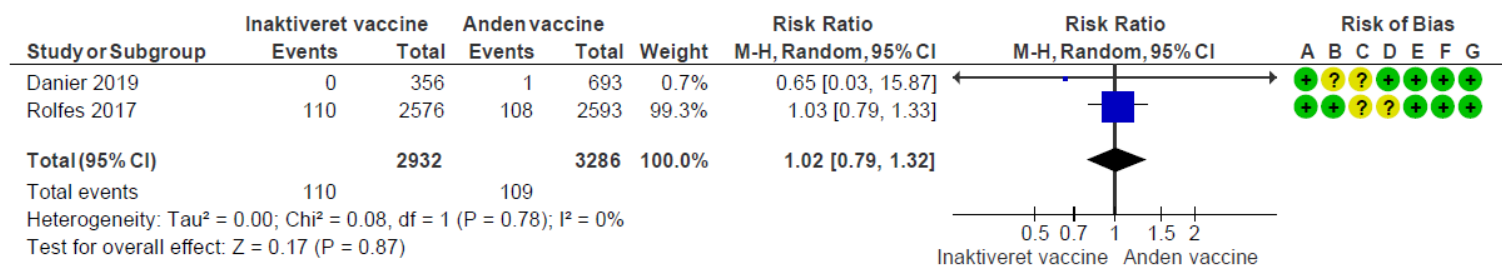 Inaktiveret vaccine Anden vaccine Risk Ratio Risk Ratio Risk of Bias
Study or Subgroup Events Total Events Total Weight M-H, Random, 95% CI M-H, Random, 95% CI A B C D E F G
Danier 2019 0 356 1 693 0.7% 0.65 [0.03, 15.87] + ? ? + + + +
Rolfes 2017 110 2576 108 2593 99.3% 1.03 [0.79, 1.33] + + ? ? + + +
Total (95% CI) 2932 3286 100.0% 1.02 [0.79, 1.32]
Total events 110 109
Heterogeneity: Tau² = 0.00; Chi² = 0.08, df = 1 (P = 0.78); I² = 0%
Test for overall effect: Z = 0.17 (P = 0.87)
0.5 0.7 1 1.5 2
Inaktiveret vaccine Anden vaccine